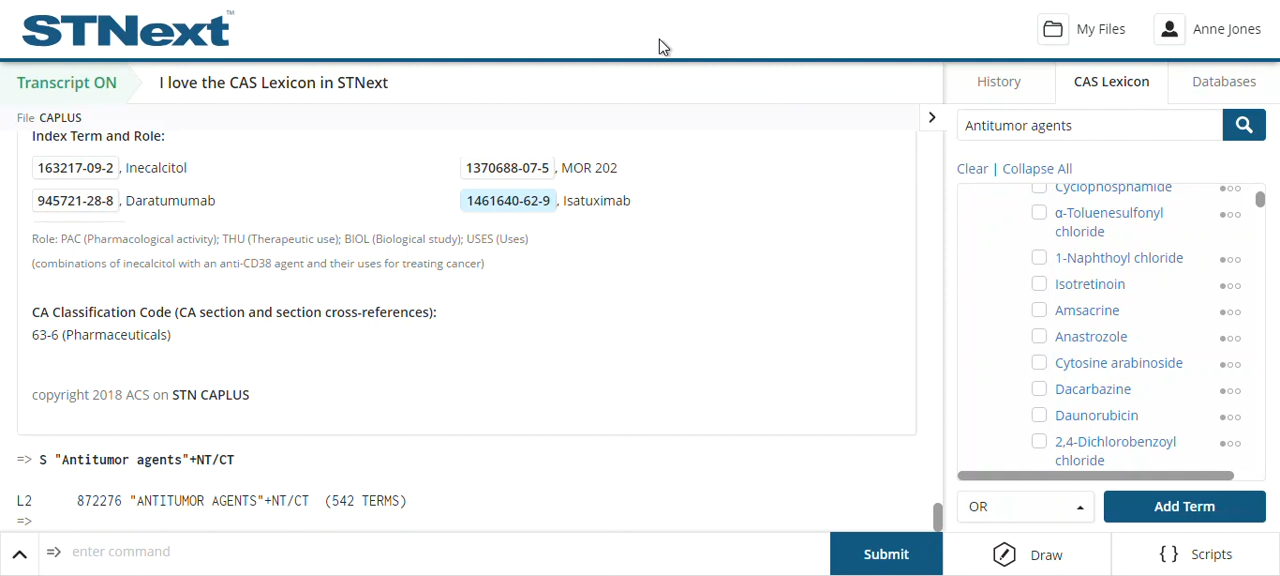 STNext™
My Files
Anne Jones
Transcript ON
I love the CAS Lexicon in STNext
History
CAS Lexicon
Databases
File CAPLUS
Index Term and Role:
163217-09-2 , Inecalcitol
1370688-07-5 , MOR 202
945721-28-8 , Daratumumab
1461640-62-9 , Isatuximab
Role: PAC (Pharmacological activity); THU (Therapeutic use); BIOL (Biological study); USES (Uses)
(combinations of inecalcitol with an anti-CD38 agent and their uses for treating cancer)
CA Classification Code (CA section and section cross-references):
63-6 (Pharmaceuticals)
copyright 2018 ACS on STN CAPLUS
=> S "Antitumor agents"+NT/CT
L2 872276 "ANTITUMOR AGENTS"+NT/CT (542 TERMS)
=>
=> enter command
Submit
Antitumor agents
Clear | Collapse All
Cyclophosphamide
α-Toluenesulfonyl
chloride
1-Naphthoyl chloride
Isotretinoin
Amsacrine
Anastrozole
Cytosine arabinoside
Dacarbazine
Daunorubicin
2,4-Dichlorobenzoyl
chloride
OR
Add Term
Draw
{ } Scripts